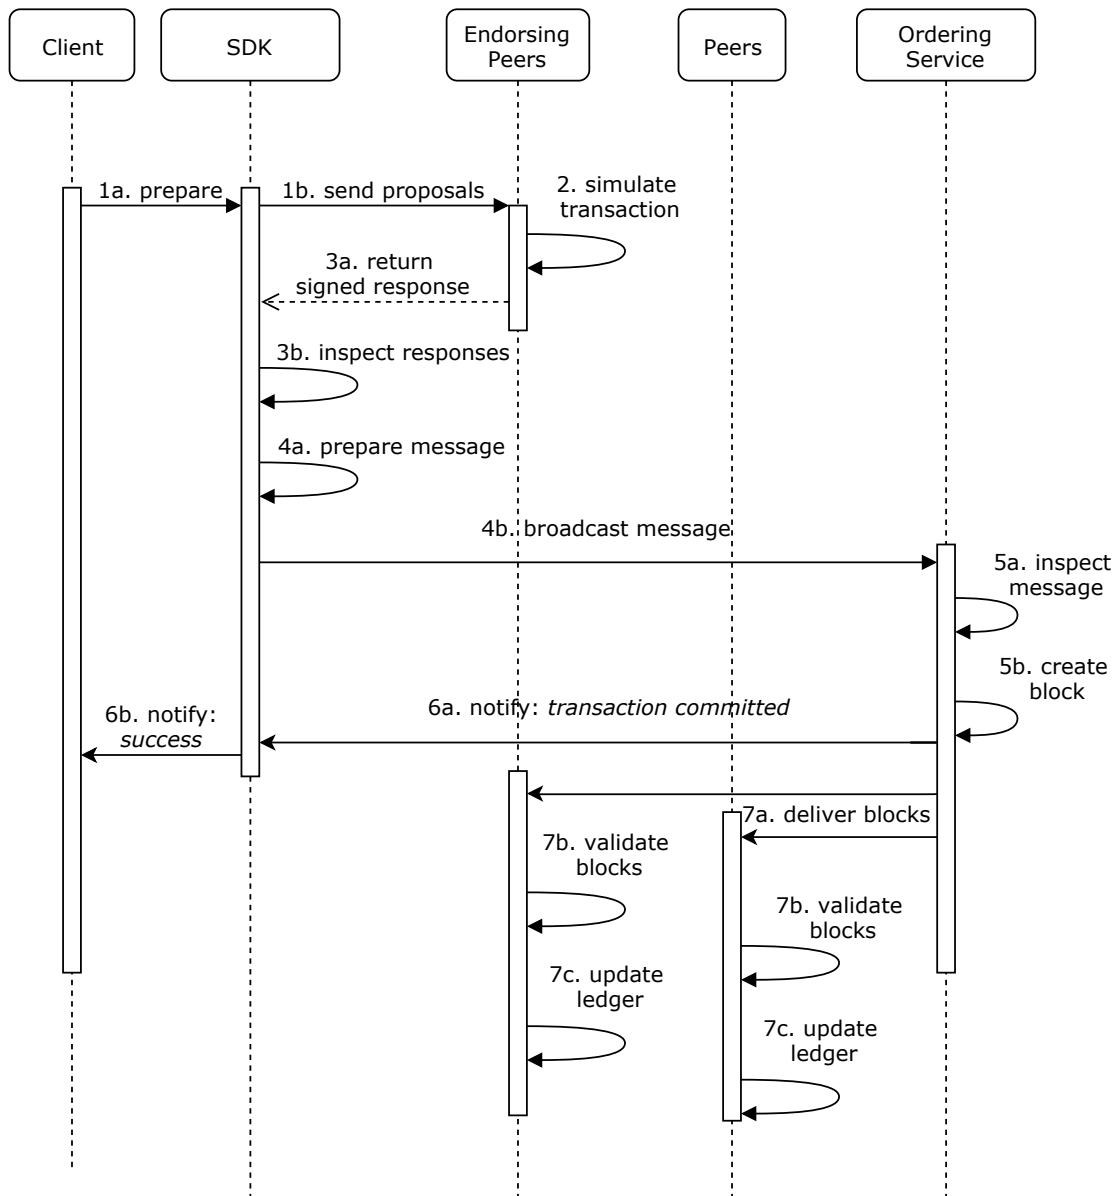 Client
SDK
Endorsing
Peers
Peers
Ordering
Service
1a. prepare
1b. send proposals
2. simulate
transaction
3a. return
signed response
3b. inspect responses
4a. prepare message
4b. broadcast message
5a. inspect
message
5b. create
block
6a. notify: transaction committed
6b. notify:
success
7a. deliver blocks
7b. validate
blocks
7b. validate
blocks
7c. update
ledger
7c. update
ledger